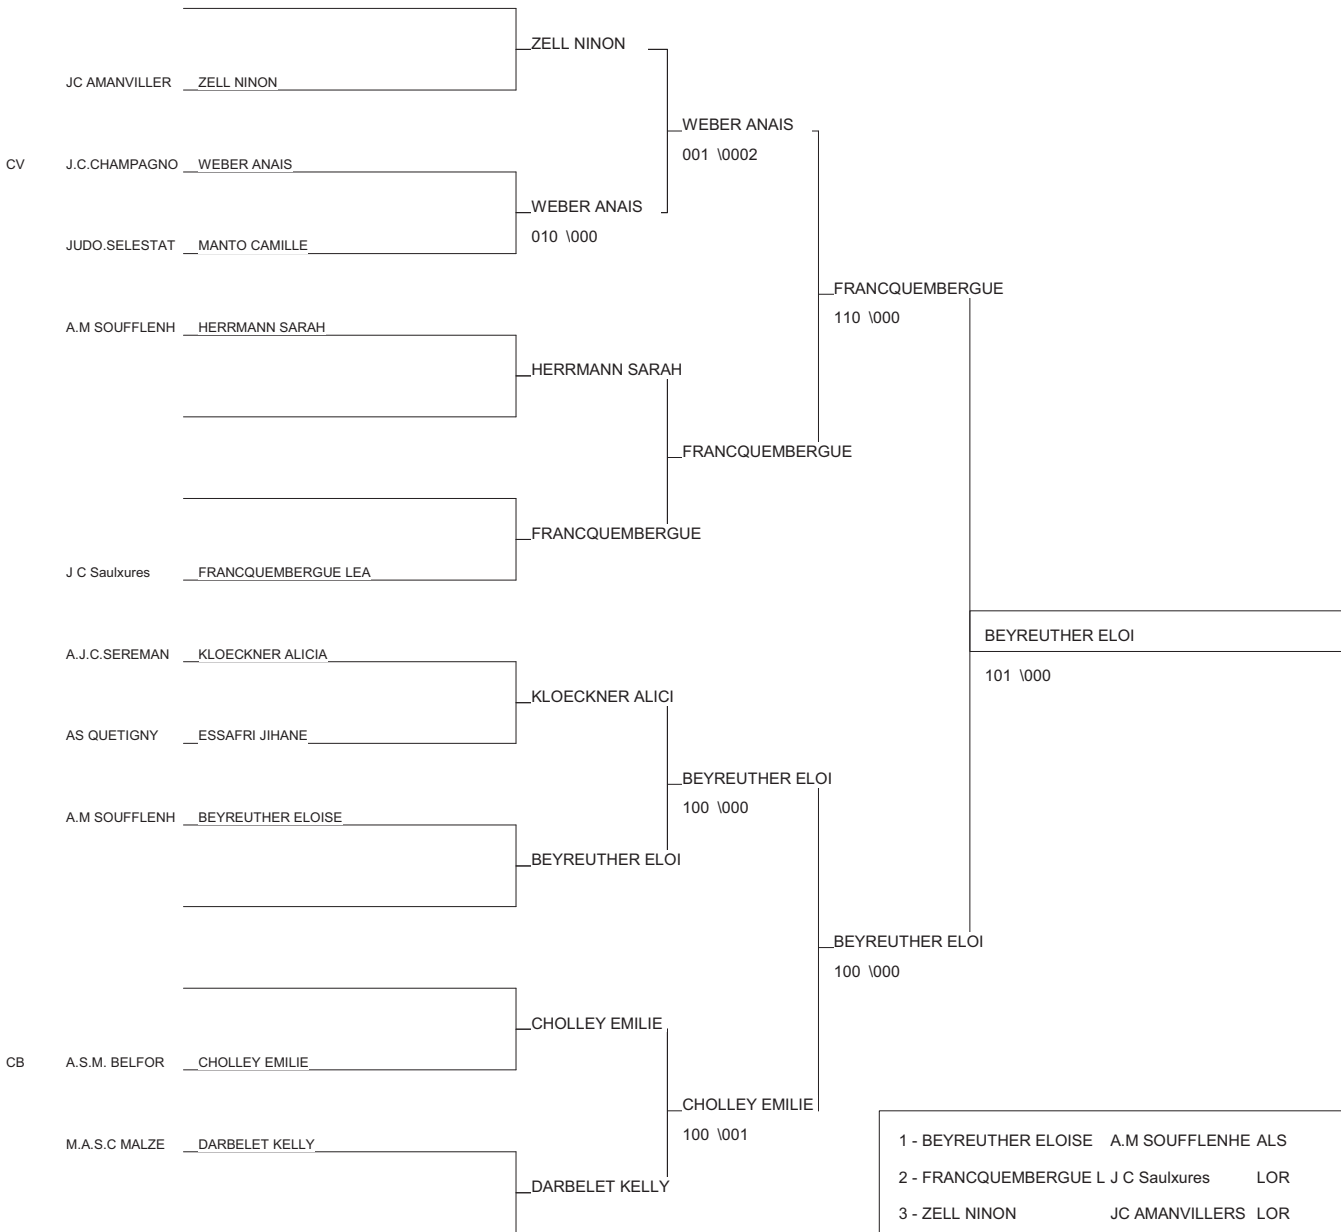 ZELL NINON
JC AMANVILLER ZELL NINON
WEBER ANAIS
001 \0002
CV J.C.CHAMPAGNO WEBER ANAIS
WEBER ANAIS
010 \000
JUDO.SELESTAT MANTO CAMILLE
FRANCQUEMBERGUE
110 \000
A.M SOUFFLENH HERRMANN SARAH
HERRMANN SARAH
FRANCQUEMBERGUE
FRANCQUEMBERGUE
J C Saulxures FRANCQUEMBERGUE LEA
BEYREUTHER ELOI
101 \000
A.J.C.SEREMAN KLOECKNER ALICIA
KLOECKNER ALICI
AS QUETIGNY ESSAFRI JIHANE
BEYREUTHER ELOI
100 \000
A.M SOUFFLENH BEYREUTHER ELOISE
BEYREUTHER ELOI
BEYREUTHER ELOI
100 \000
CHOLLEY EMILIE
CB A.S.M. BELFOR CHOLLEY EMILIE
CHOLLEY EMILIE
100 \001
M.A.S.C MALZE DARBELET KELLY
DARBELET KELLY
1 - BEYREUTHER ELOISE A.M SOUFFLENHE ALS
2 - FRANCQUEMBERGUE L J C Saulxures LOR
3 - ZELL NINON JC AMANVILLERS LOR